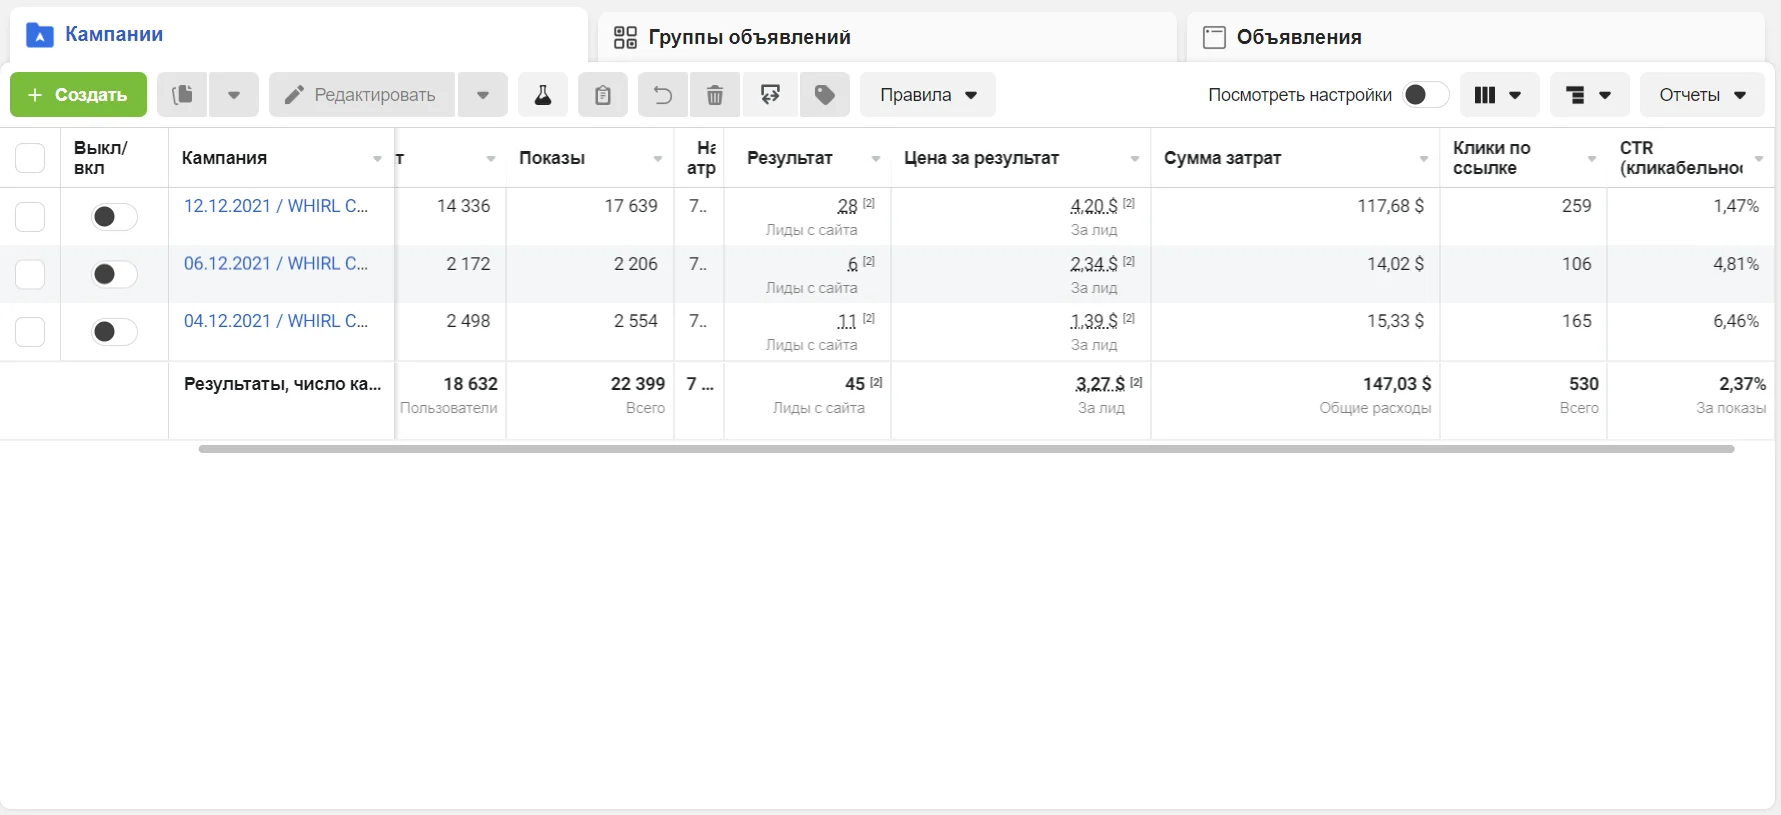 Кампании
Группы объявлений
Объявления
+ Создать
Редактировать
Правила
Посмотреть настройки
Отчеты
Выкл/
вкл
Кампания
т
Показы
На
атр
Результат
Цена за результат
Сумма затрат
Клики по
ссылке
CTR
(кликабельнос
12.12.2021 / WHIRL C...
14 336
17 639
7..
28 [2]
4,20 $ [2]
117,68 $
259
1,47%
Лиды с сайта
За лид
06.12.2021 / WHIRL C...
2 172
2 206
7..
6 [2]
2,34 $ [2]
14,02 $
106
4,81%
Лиды с сайта
За лид
04.12.2021 / WHIRL C...
2 498
2 554
7..
11 [2]
1,39 $ [2]
15,33 $
165
6,46%
Лиды с сайта
За лид
Результаты, число ка...
18 632
22 399
7 ...
45 [2]
3,27 $ [2]
147,03 $
530
2,37%
Пользователи
Всего
Лиды с сайта
За лид
Общие расходы
Всего
За показы